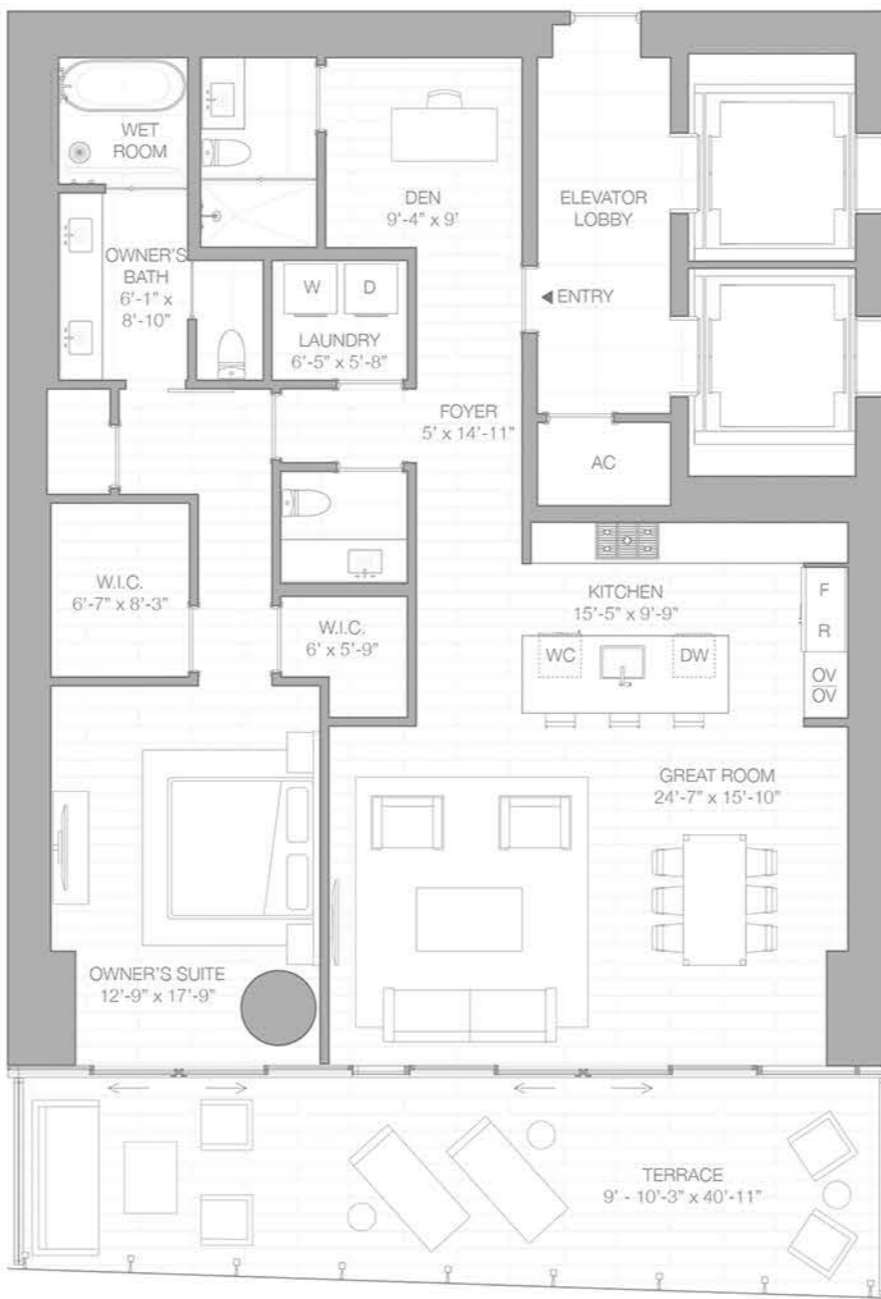 WET
ROOM
DEN
9'-4" x 9'
ELEVATOR
LOBBY
OWNER'S
BATH
6'-1" x
8'-10"
W
D
ENTRY
LAUNDRY
6'-5" x 5'-8"
FOYER
5' x 14'-11"
AC
W.I.C.
6'-7" x 8'-3"
KITCHEN
15'-5" x 9'-9"
F
R
W.I.C.
6' x 5'-9"
WC
DW
OV
OV
GREAT ROOM
24'-7" x 15'-10"
OWNER'S SUITE
12'-9" x 17'-9"
TERRACE
9' - 10'-3" x 40'-11"